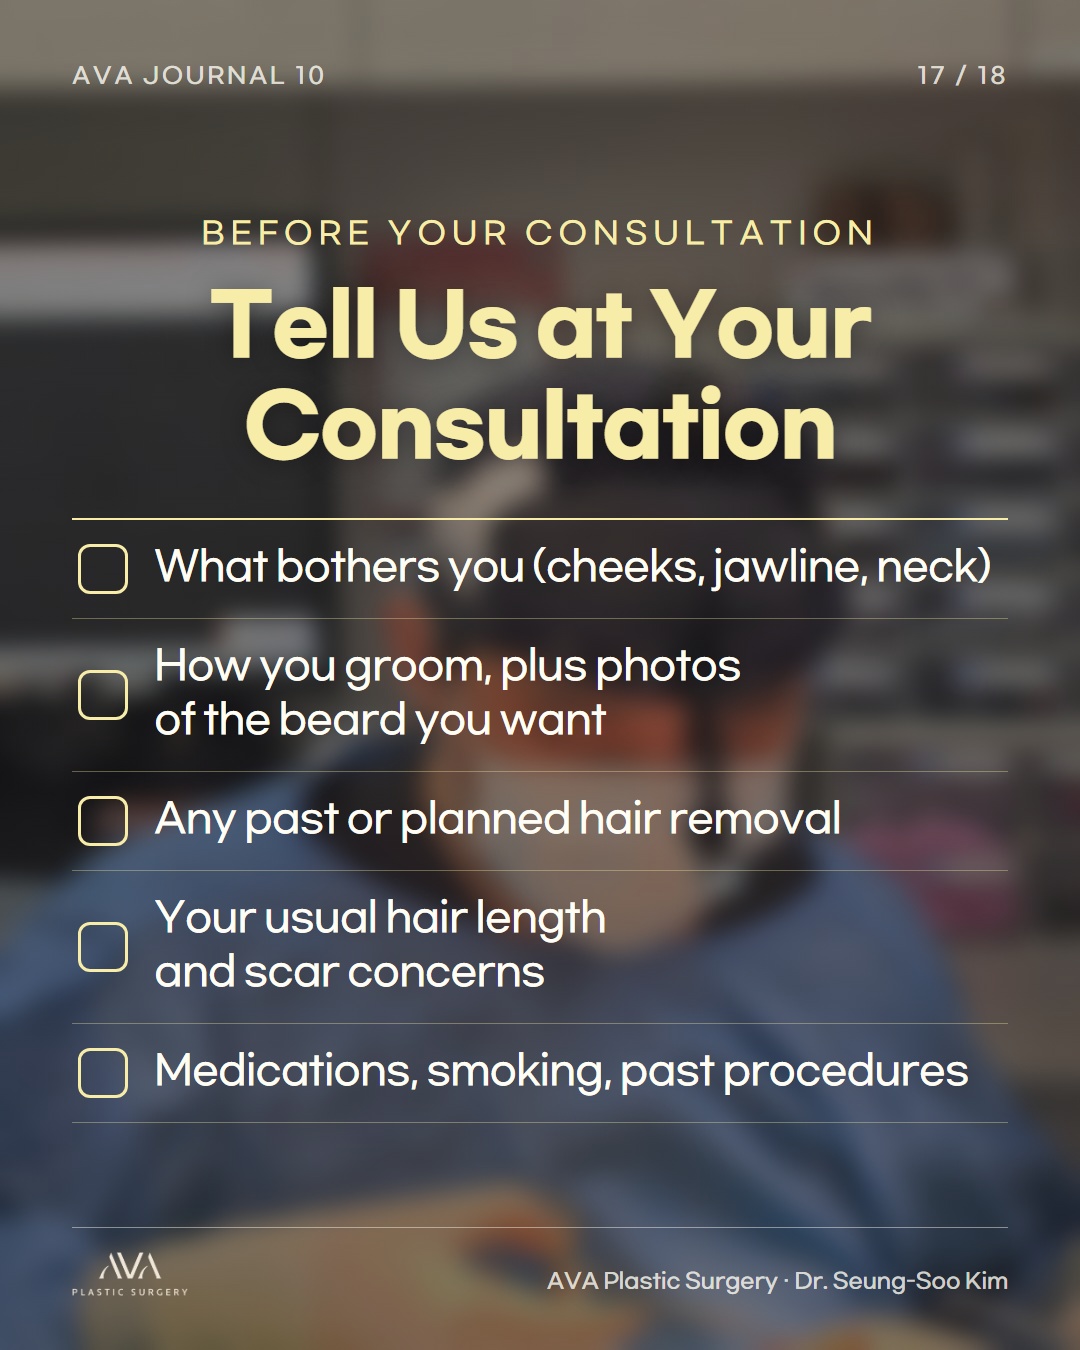 AVA JOURNAL 10
17 / 18
BEFORE YOUR CONSULTATION
Tell Us at Your
Consultation
What bothers you (cheeks, jawline, neck)
How you groom, plus photos
of the beard you want
Any past or planned hair removal
Your usual hair length
and scar concerns
Medications, smoking, past procedures
AVA
PLASTIC SURGERY
AVA Plastic Surgery · Dr. Seung-Soo Kim